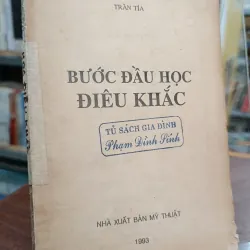 TRẦN TÍA
BƯỚC ĐẦU HỌC
ĐIÊU KHẮC
TỦ SÁCH GIA ĐÌNH
Phạm Đình Sính
NHÀ XUẤT BẢN MỸ THUẬT
1993